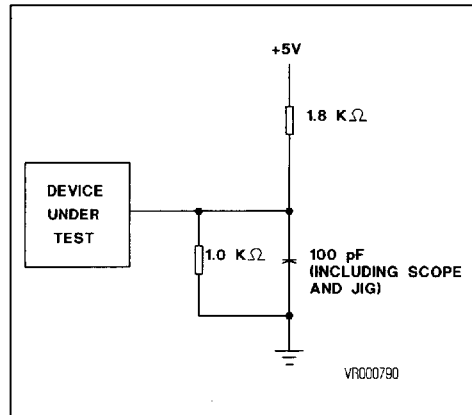 +5V
1.8 KΩ
DEVICE
UNDER
TEST
1.0 KΩ
100 pF
(INCLUDING SCOPE
AND JIG)
VR000790